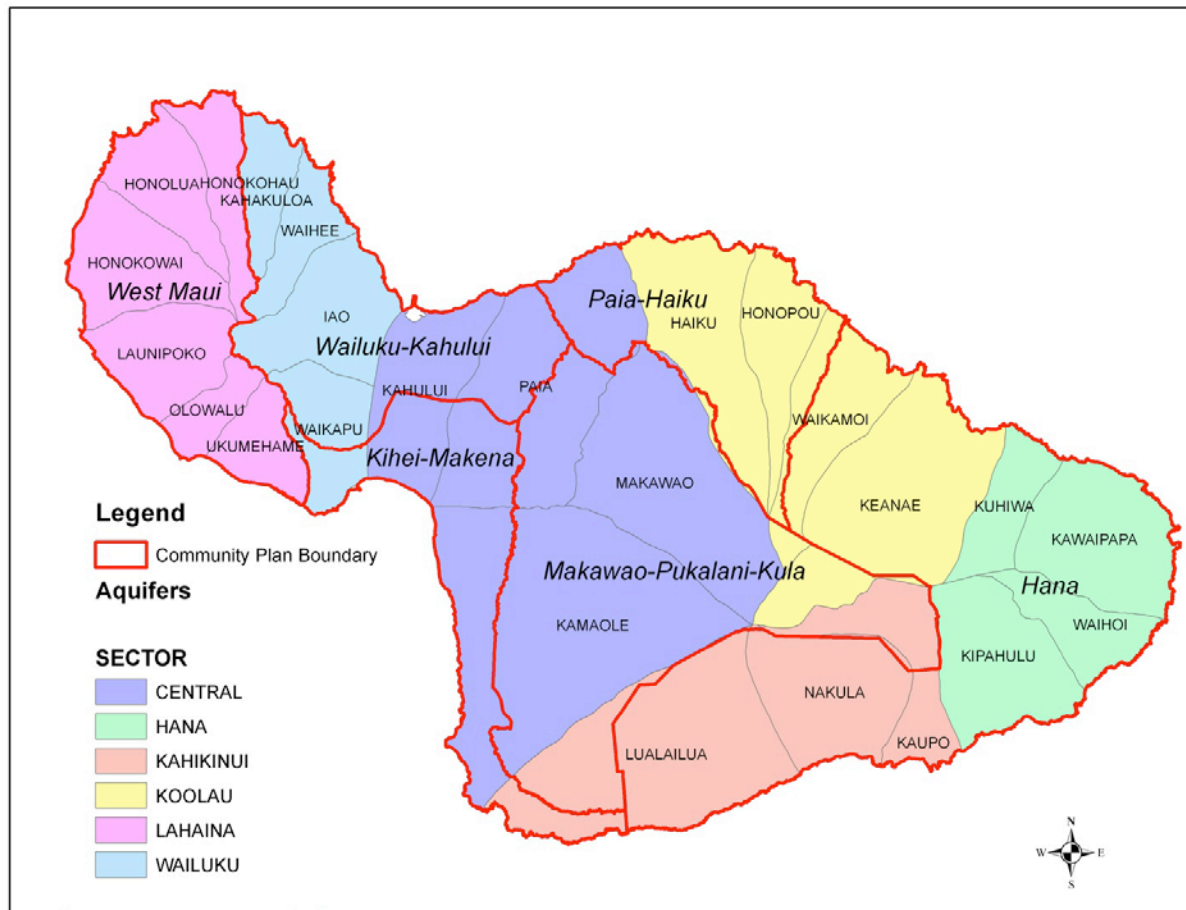 HONOLUA
HONOKOHAU
KAHAKULOA
WAIHEE
HONOKOWAI
West Maui
LAUNIPOKO
OLOWALU
UKUMEHAME
IAO
Wailuku-Kahului
WAIKAPU
KAHULUI
PAIA
Kihei-Makena
Paia-Haiku
HAIKU
HONOPOU
WAIKAMOI
MAKAWAO
KEANAE
KUHIWA
KAWAIPAPA
Makawao-Pukalani-Kula
Hana
KAMAOLE
WAIHOI
KIPAHULU
NAKULA
LUALAILUA
KAUPO
Legend
Community Plan Boundary
Aquifers
SECTOR
CENTRAL
HANA
KAHIKINUI
KOOLAU
LAHAINA
WAILUKU
N
W E
S